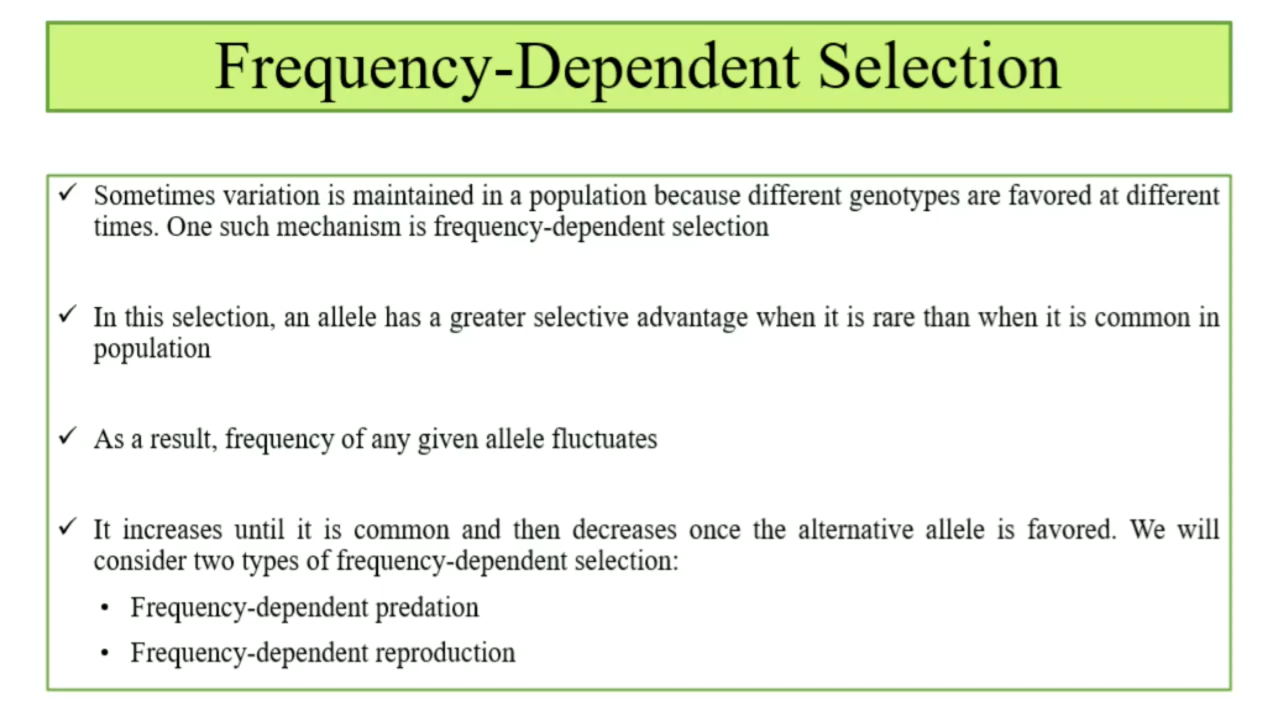 Frequency-Dependent Selection
✓ Sometimes variation is maintained in a population because different genotypes are favored at different
times. One such mechanism is frequency-dependent selection
✓ In this selection, an allele has a greater selective advantage when it is rare than when it is common in
population
✓ As a result, frequency of any given allele fluctuates
✓ It increases until it is common and then decreases once the alternative allele is favored. We will
consider two types of frequency-dependent selection:
• Frequency-dependent predation
• Frequency-dependent reproduction